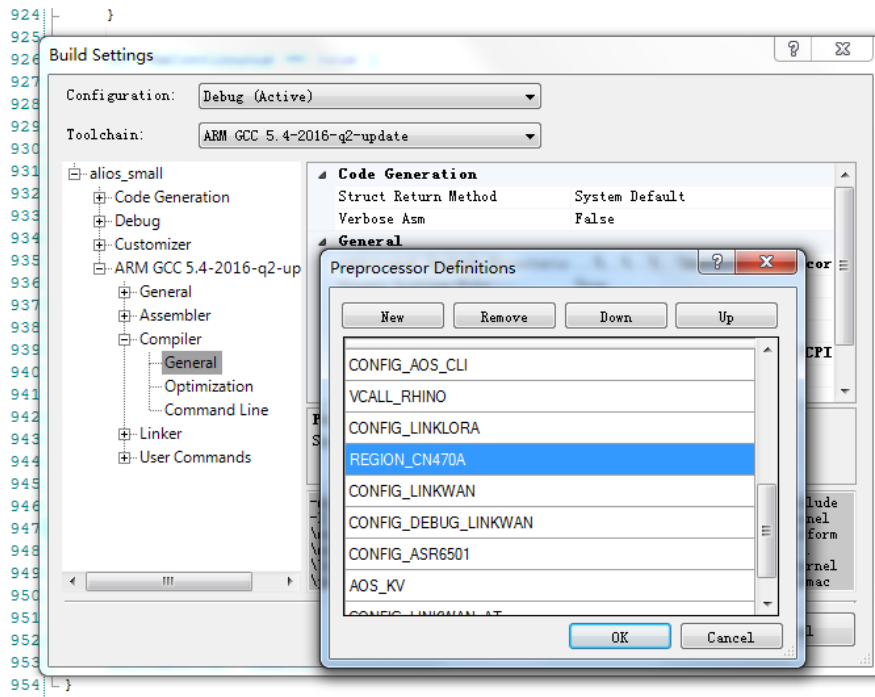 924 }
925
926
927
928
929
930
931
932
933
934
935
936
937
938
939
940
941
942
943
944
945
946
947
948
949
950
951
952
953
954 }
Build Settings
Configuration: Debug (Active)
Toolchain: ARM GCC 5.4-2016-q2-update
alios_small
Code Generation
Debug
Customizer
ARM GCC 5.4-2016-q2-up
General
Assembler
Compiler
General
Optimization
Command Line
Linker
User Commands
Code Generation
Struct Return Method System Default
Verbose Asm False
General
Preprocessor Definitions
New Remove Down Up
CONFIG_AOS_CLI
VCALL_RHINO
CONFIG_LINKLORA
REGION_CN470A
CONFIG_LINKWAN
CONFIG_DEBUG_LINKWAN
CONFIG_ASR6501
AOS_KV
CONFIG_LINKWAN_AT
OK Cancel